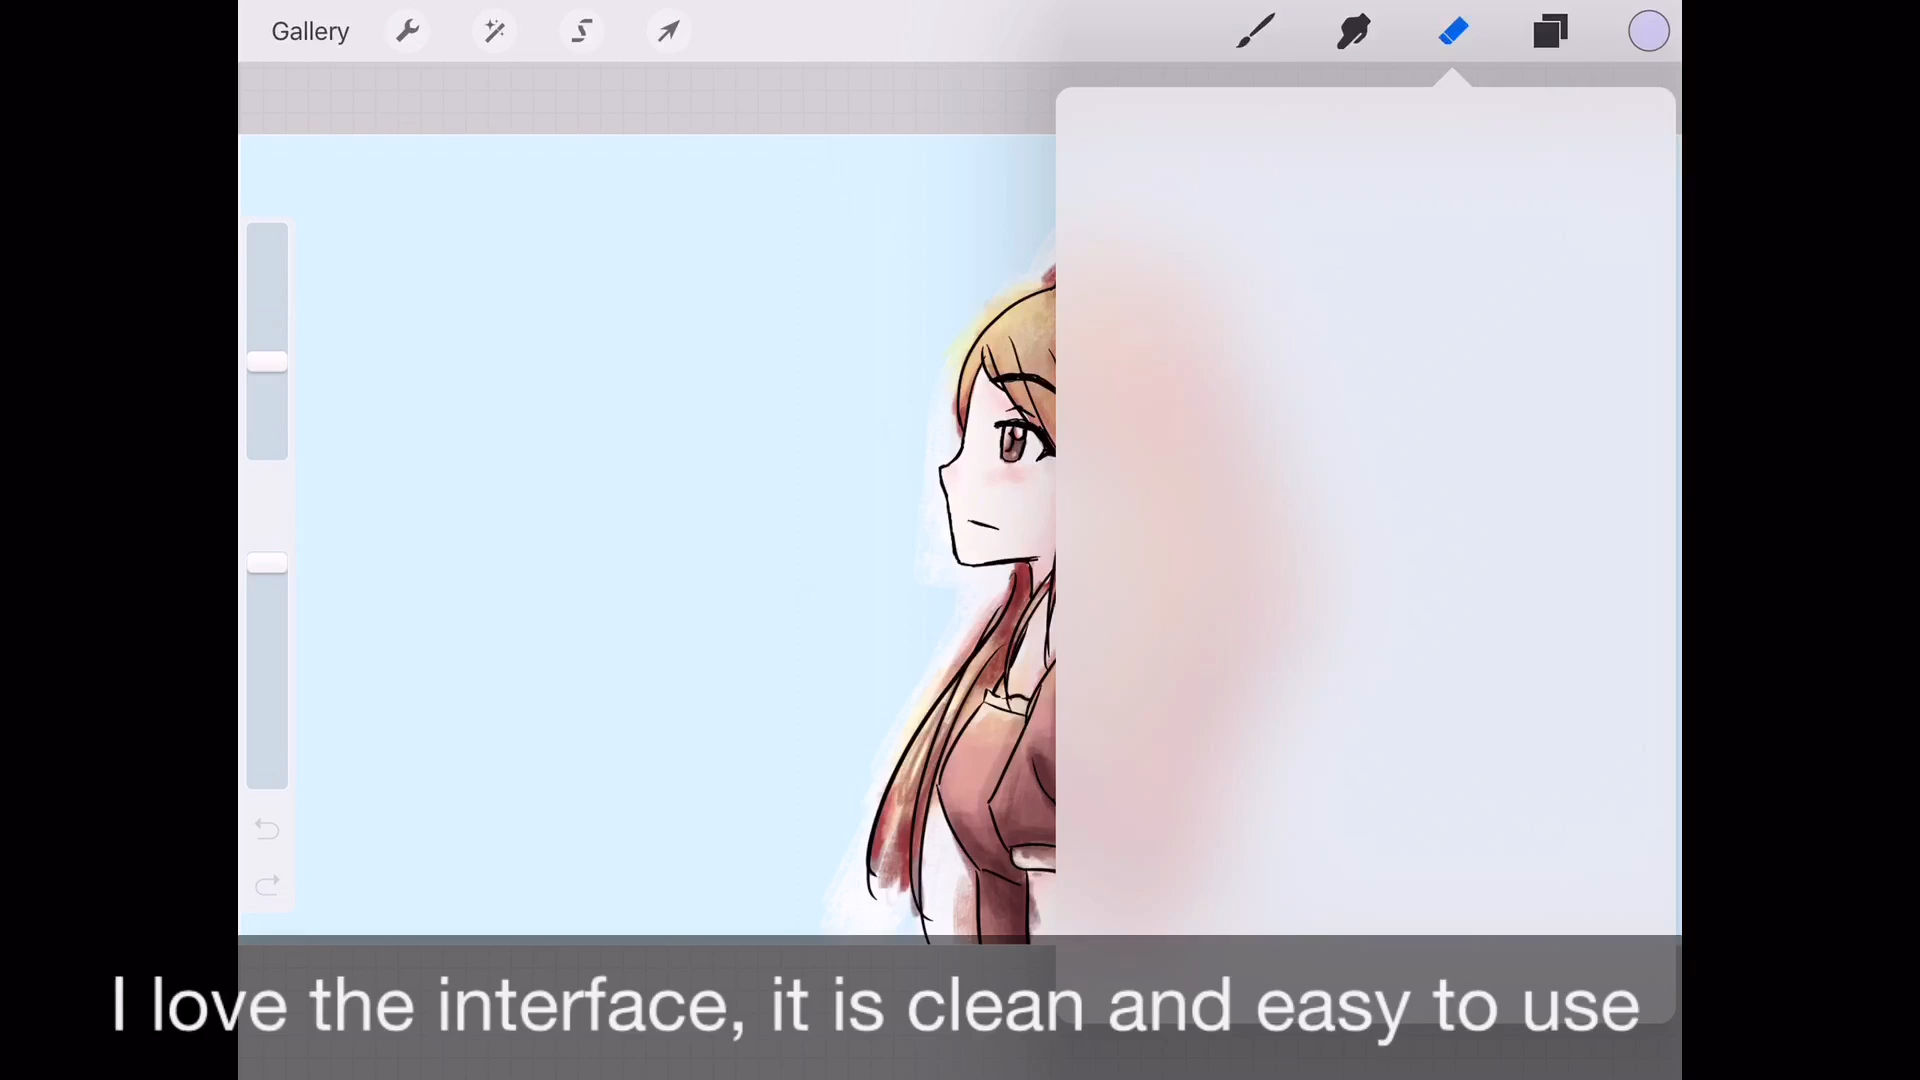 Gallery
I love the interface, it is clean and easy to use